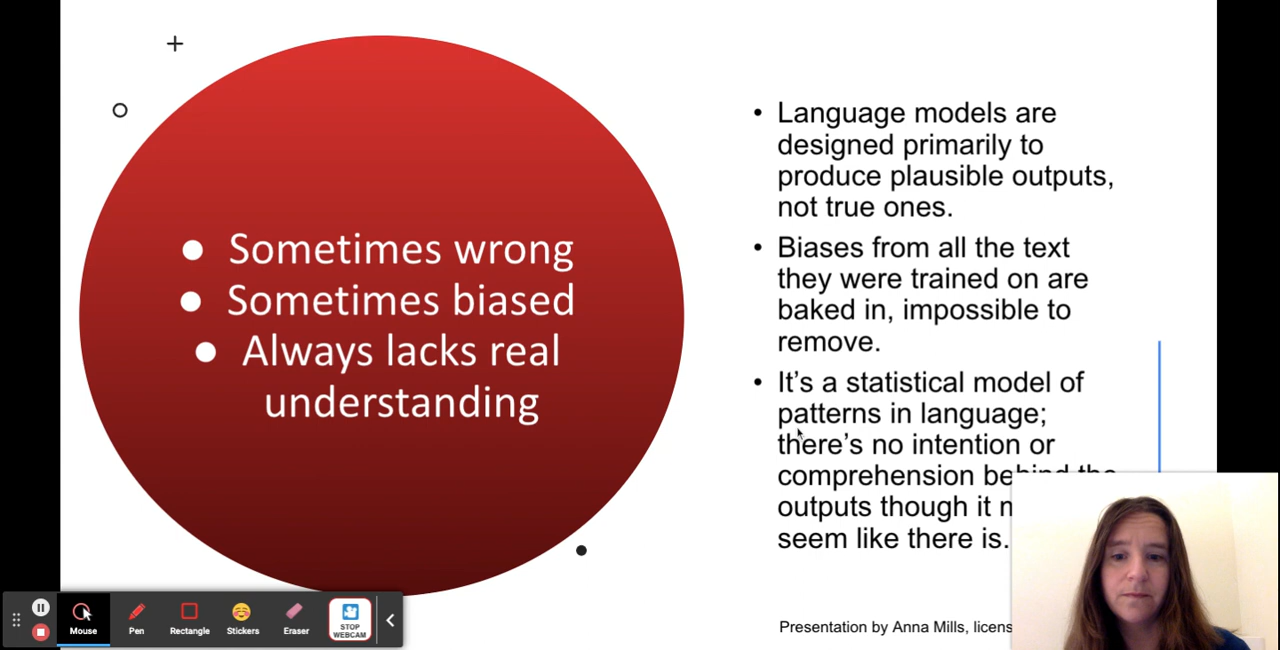 ● Sometimes wrong
● Sometimes biased
● Always lacks real
understanding
• Language models are
designed primarily to
produce plausible outputs,
not true ones.
• Biases from all the text
they were trained on are
baked in, impossible to
remove.
• It’s a statistical model of
patterns in language;
there’s no intention or
comprehension behind the
outputs though it
seem like there is.
Presentation by Anna Mills, licens
Mouse
Pen
Rectangle
Stickers
Eraser
STOP
WEBCAM